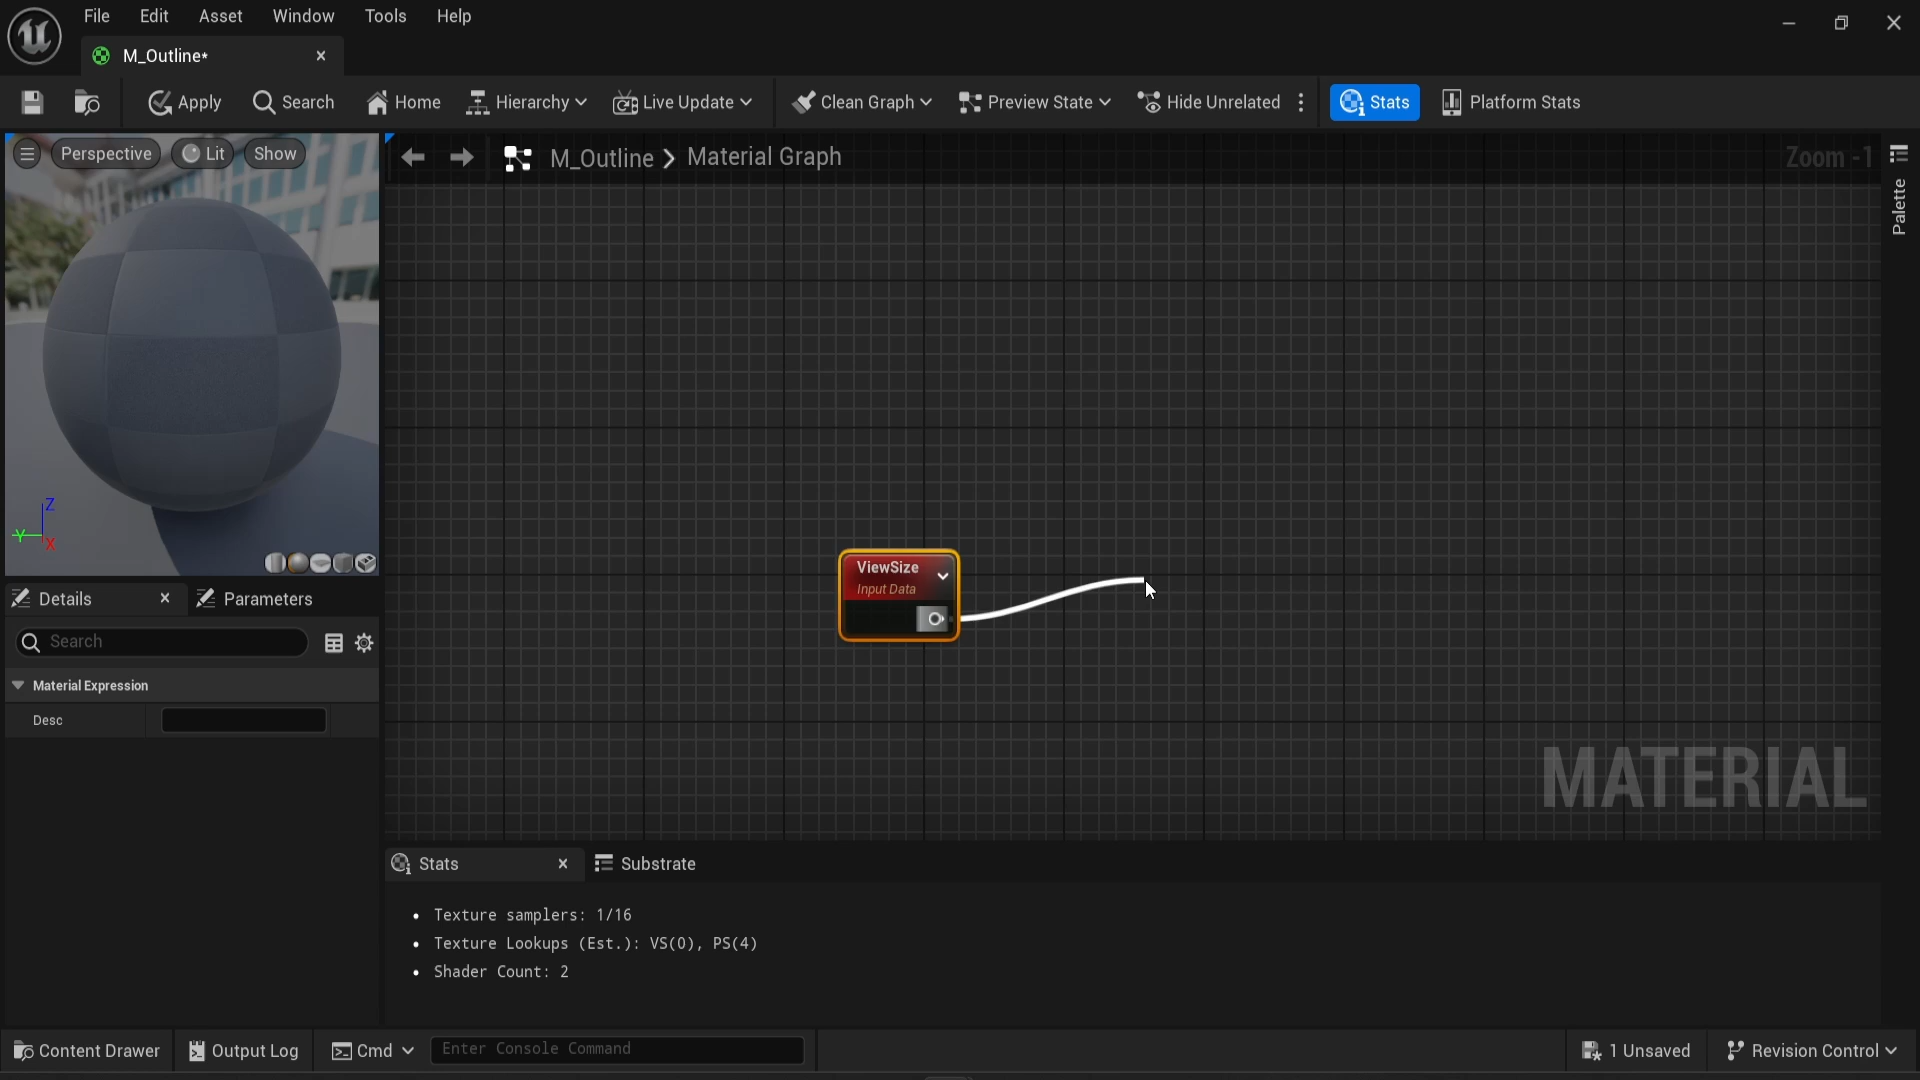 File Edit Asset Window Tools Help
M_Outline*
Apply Search Home Hierarchy Live Update Clean Graph Preview State Hide Unrelated Stats Platform Stats
Perspective Lit Show
M_Outline Material Graph
Zoom -1
Palette
Z
Y
X
ViewSize
Input Data
Details Parameters
Search
Material Expression
Desc
MATERIAL
Stats Substrate
• Texture samplers: 1/16
• Texture Lookups (Est.): VS(0), PS(4)
• Shader Count: 2
Content Drawer Output Log Cmd Enter Console Command 1 Unsaved Revision Control